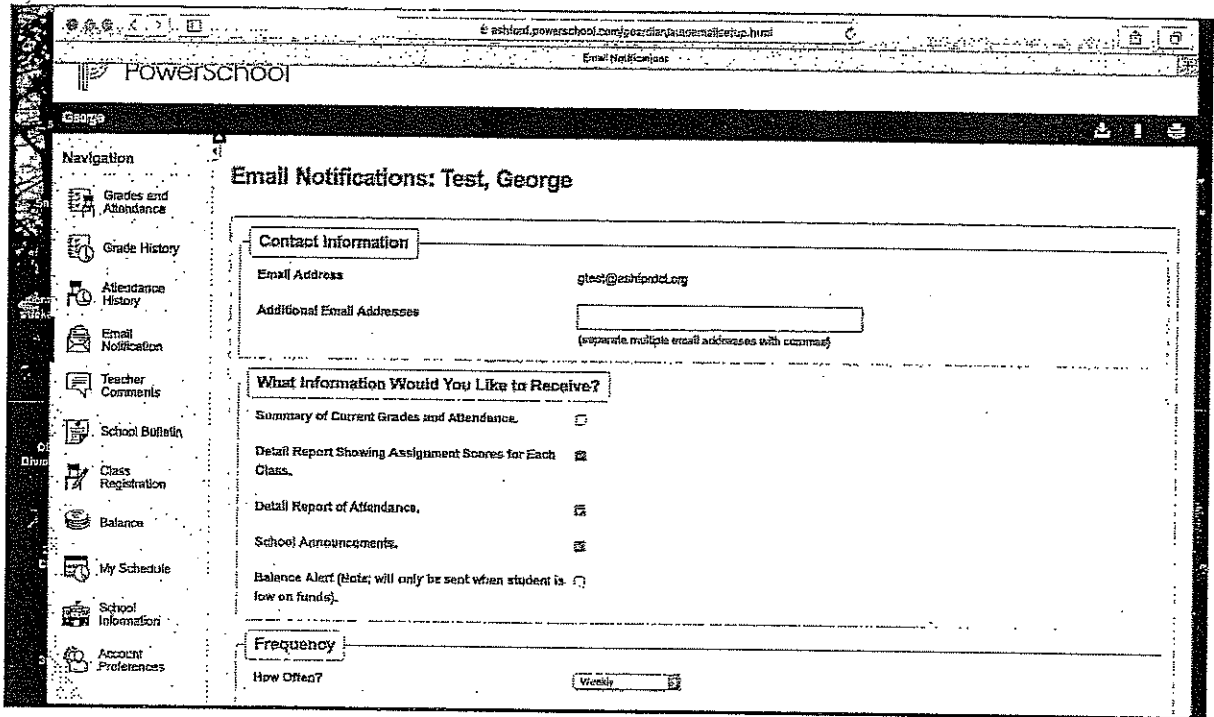 ashford.powerschool.com/guardian/autoemailsetup.html
Email Notifications
PowerSchool
George
Navigation
Grades and
Attendance
Grade History
Attendance
History
Email
Notification
Teacher
Comments
School Bulletin
Class
Registration
Balance
My Schedule
School
Information
Account
Preferences
Email Notifications: Test, George
Contact Information
Email Address
gtest@ashfordct.org
Additional Email Addresses
(separate multiple email addresses with commas)
What Information Would You Like to Receive?
Summary of Current Grades and Attendance.
Detail Report Showing Assignment Scores for Each
Class.
Detail Report of Attendance.
School Announcements.
Balance Alert (Note; will only be sent when student is
low on funds).
Frequency
How Often?
Weekly